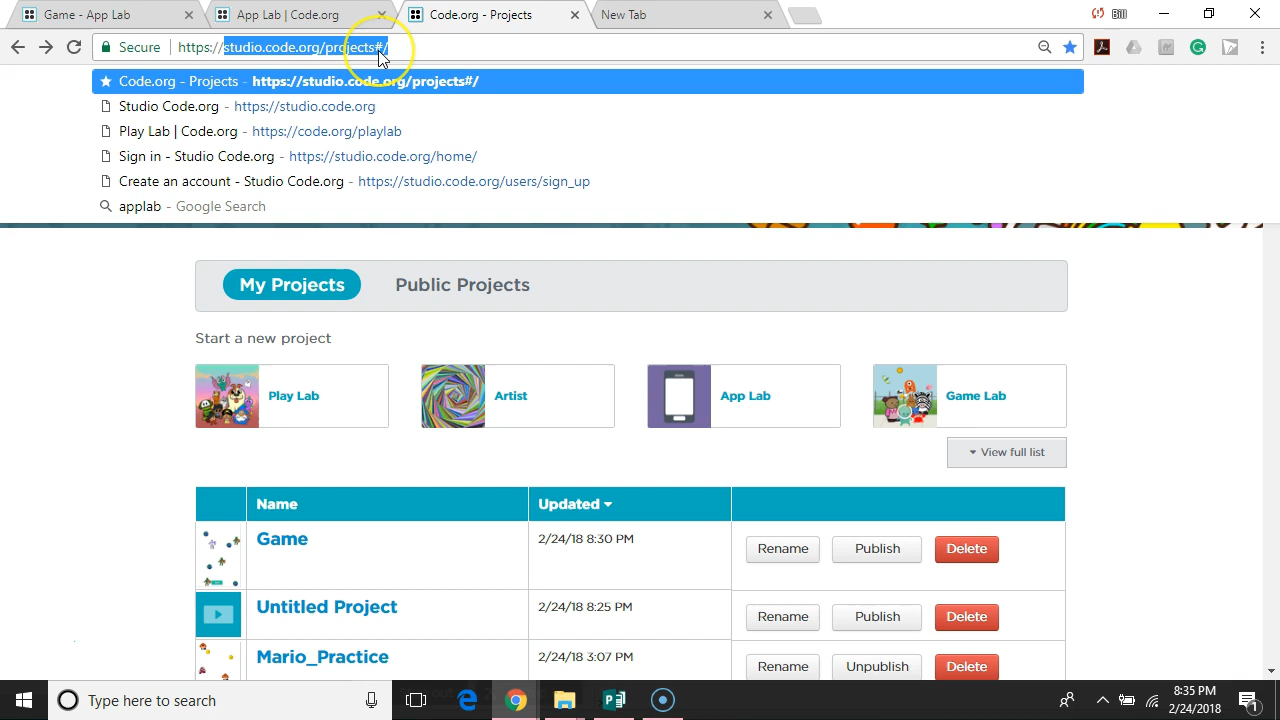 Game - App Lab
App Lab | Code.org
Code.org - Projects
New Tab
Secure
https://studio.code.org/projects#/
Code.org - Projects - https://studio.code.org/projects#/
Studio Code.org - https://studio.code.org
Play Lab | Code.org - https://code.org/playlab
Sign in - Studio Code.org - https://studio.code.org/home/
Create an account - Studio Code.org - https://studio.code.org/users/sign_up
applab - Google Search
My Projects
Public Projects
Start a new project
Play Lab
Artist
App Lab
Game Lab
View full list
Name
Updated
Game
2/24/18 8:30 PM
Rename
Publish
Delete
Untitled Project
2/24/18 8:25 PM
Rename
Publish
Delete
Mario_Practice
2/24/18 3:07 PM
Rename
Unpublish
Delete
Type here to search
8:35 PM
2/24/2018
1